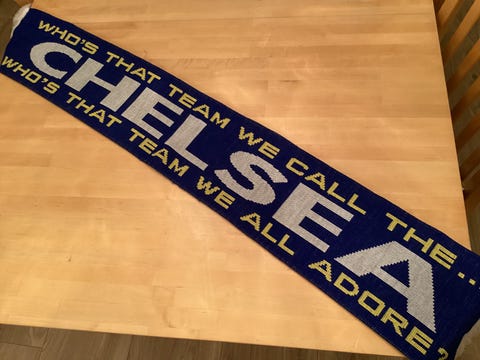 WHO'S THAT TEAM WE CALL THE...
CHELSEA
WHO'S THAT TEAM WE ALL ADORE?